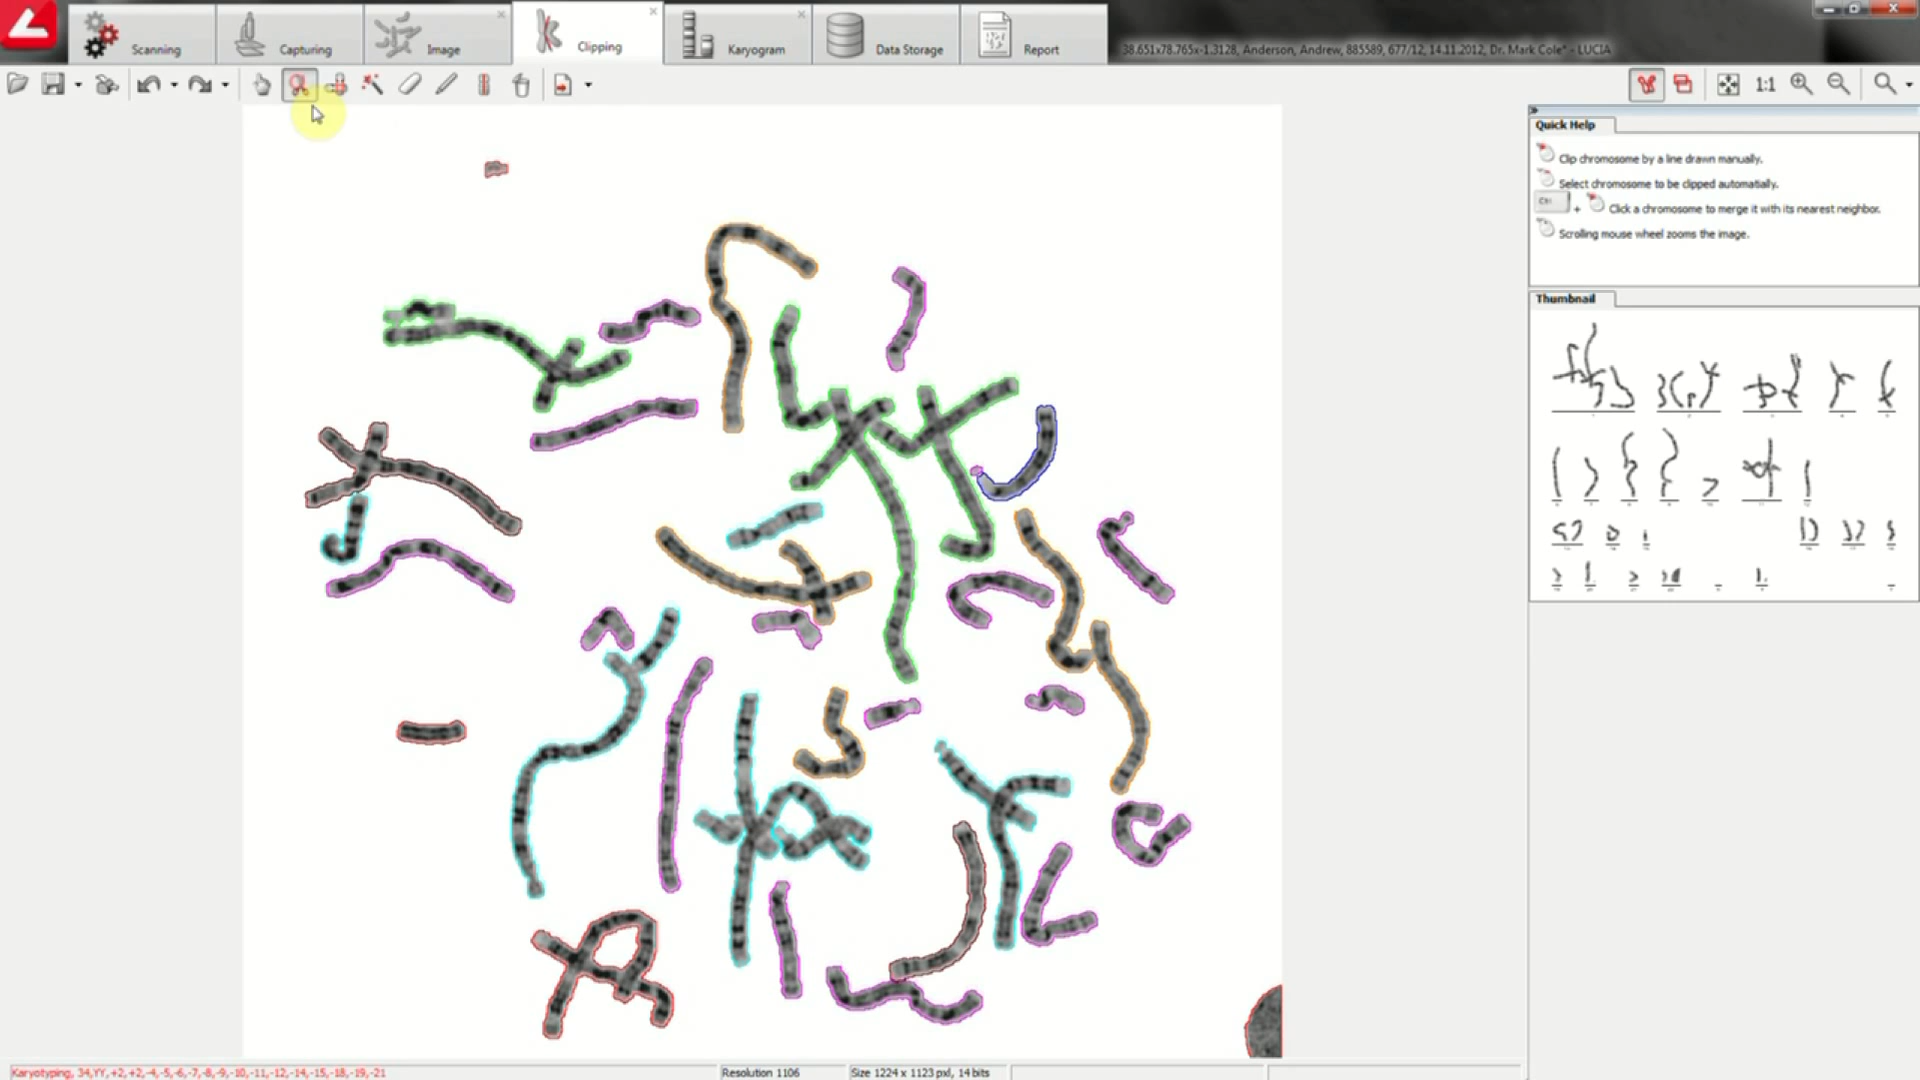 Scanning
Capturing
Image
Clipping
Karyogram
Data Storage
Report
38.651x78.765x-1.3128, Anderson, Andrew, 885589, 677/12, 14.11.2012, Dr. Mark Cole* - LUCIA
1:1
Quick Help
Clip chromosome by a line drawn manually.
Select chromosome to be clipped automatially.
Ctrl + Click a chromosome to merge it with its nearest neighbor.
Scrolling mouse wheel zooms the image.
Thumbnail
Karyotyping, 34,YY,+2,+2,-4,-5,-6,-7,-8,-9,-10,-11,-12,-14,-15,-18,-19,-21
Resolution 1106
Size 1224 x 1123 pxl, 14 bits